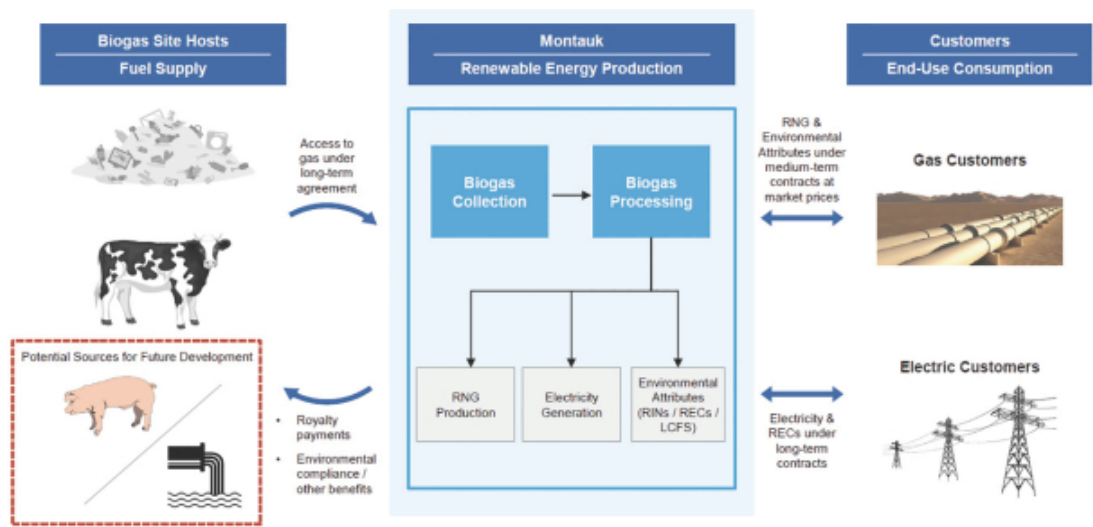 Biogas Site Hosts
Fuel Supply
Montauk
Renewable Energy Production
Customers
End-Use Consumption
Access to
gas under
long-term
agreement
Biogas
Collection
Biogas
Processing
RNG &
Environmental
Attributes under
medium-term
contracts at
market prices
Gas Customers
Potential Sources for Future Development
• Royalty
payments
• Environmental
compliance /
other benefits
RNG
Production
Electricity
Generation
Environmental
Attributes
(RINs / RECs /
LCFS)
Electricity &
RECs under
long-term
contracts
Electric Customers